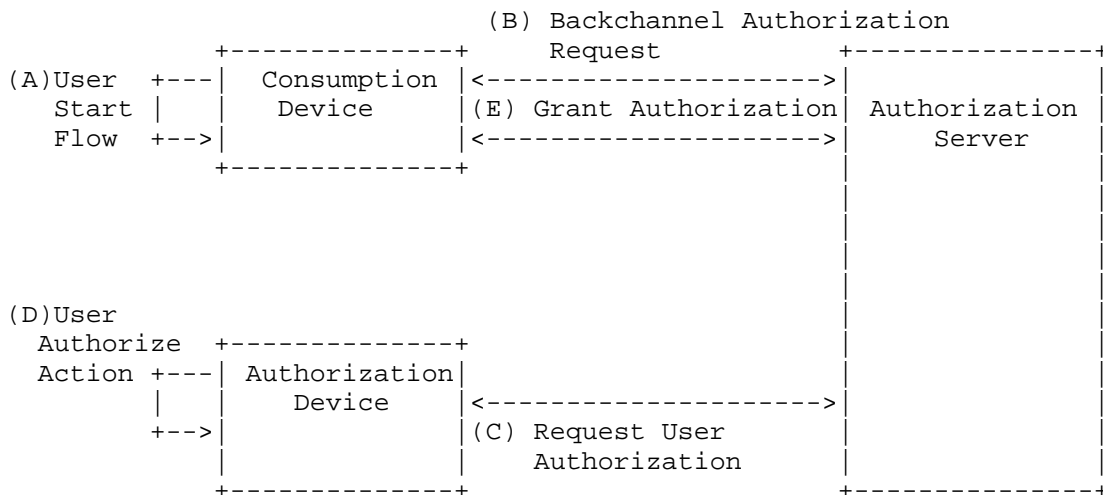 (B) Backchannel Authorization
Request
(A)User Consumption
Start Device (E) Grant Authorization Authorization
Flow Server
(D)User
Authorize
Action Authorization
Device
(C) Request User
Authorization